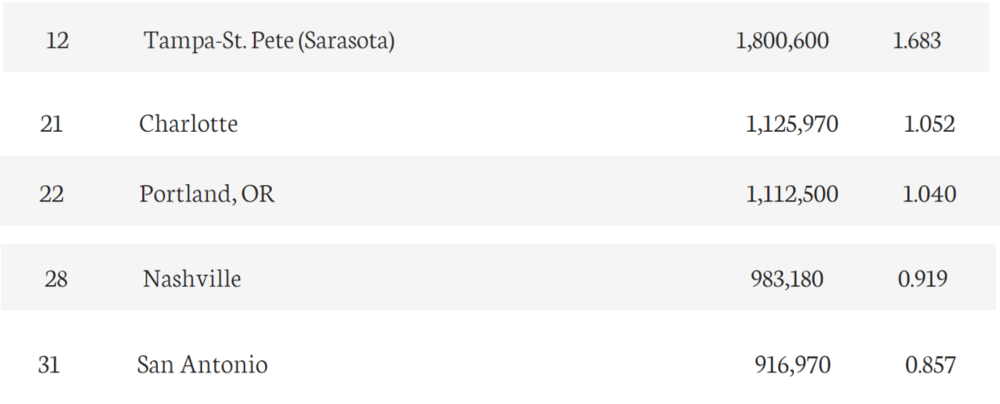 12 Tampa-St. Pete (Sarasota) 1,800,600 1.683
21 Charlotte 1,125,970 1.052
22 Portland, OR 1,112,500 1.040
28 Nashville 983,180 0.919
31 San Antonio 916,970 0.857